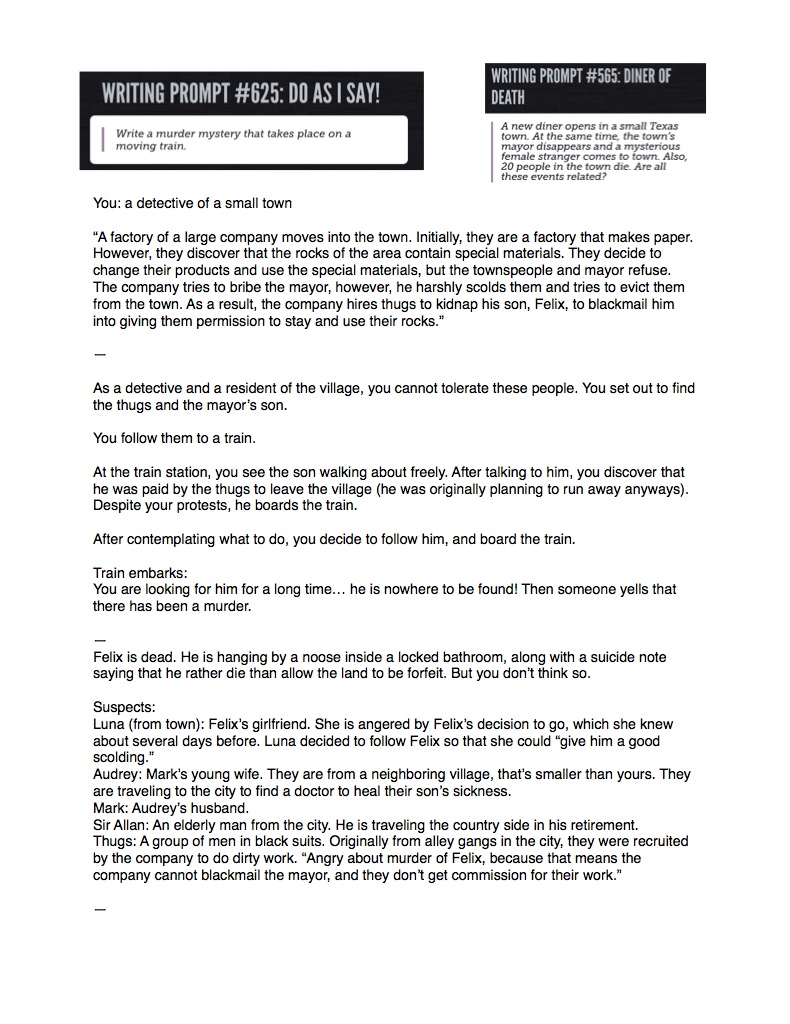 WRITING PROMPT #625: DO AS I SAY!
Write a murder mystery that takes place on a
moving train.
WRITING PROMPT #565: DINER OF
DEATH
A new diner opens in a small Texas
town. At the same time, the town's
mayor disappears and a mysterious
female stranger comes to town. Also,
20 people in the town die. Are all
these events related?
You: a detective of a small town
“A factory of a large company moves into the town. Initially, they are a factory that makes paper.
However, they discover that the rocks of the area contain special materials. They decide to
change their products and use the special materials, but the townspeople and mayor refuse.
The company tries to bribe the mayor, however, he harshly scolds them and tries to evict them
from the town. As a result, the company hires thugs to kidnap his son, Felix, to blackmail him
into giving them permission to stay and use their rocks.”
—
As a detective and a resident of the village, you cannot tolerate these people. You set out to find
the thugs and the mayor’s son.
You follow them to a train.
At the train station, you see the son walking about freely. After talking to him, you discover that
he was paid by the thugs to leave the village (he was originally planning to run away anyways).
Despite your protests, he boards the train.
After contemplating what to do, you decide to follow him, and board the train.
Train embarks:
You are looking for him for a long time… he is nowhere to be found! Then someone yells that
there has been a murder.
—
Felix is dead. He is hanging by a noose inside a locked bathroom, along with a suicide note
saying that he rather die than allow the land to be forfeit. But you don’t think so.
Suspects:
Luna (from town): Felix’s girlfriend. She is angered by Felix’s decision to go, which she knew
about several days before. Luna decided to follow Felix so that she could “give him a good
scolding.”
Audrey: Mark’s young wife. They are from a neighboring village, that’s smaller than yours. They
are traveling to the city to find a doctor to heal their son’s sickness.
Mark: Audrey’s husband.
Sir Allan: An elderly man from the city. He is traveling the country side in his retirement.
Thugs: A group of men in black suits. Originally from alley gangs in the city, they were recruited
by the company to do dirty work. “Angry about murder of Felix, because that means the
company cannot blackmail the mayor, and they don’t get commission for their work.”
—